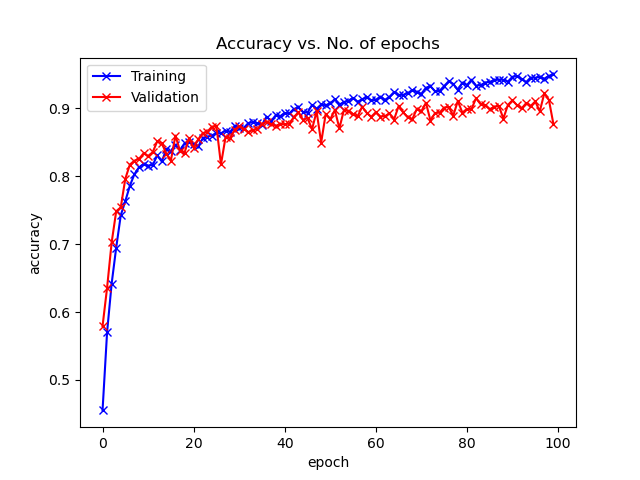 Accuracy vs. No. of epochs
Training
Validation
0.9
0.8
0.7
0.6
0.5
accuracy
0 20 40 60 80 100
epoch